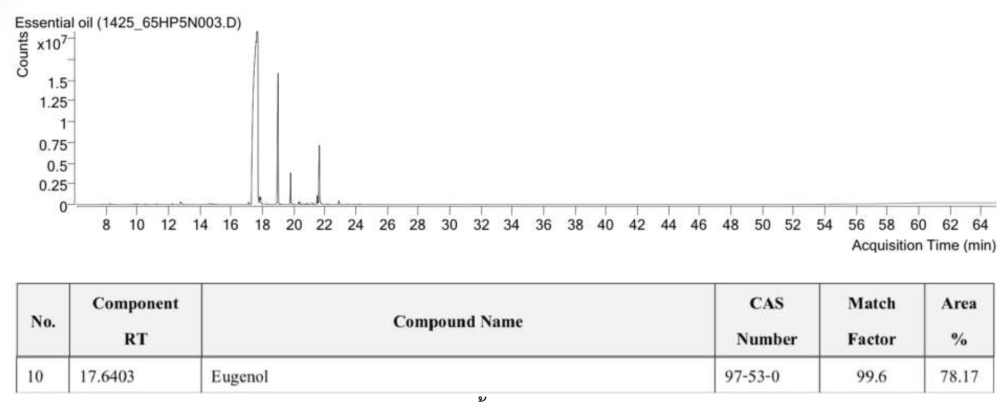 Essential oil (1425_65HP5N003.D)
Counts
x10⁷
1.5
1.25
1
0.75
0.5
0.25
0
8 10 12 14 16 18 20 22 24 26 28 30 32 34 36 38 40 42 44 46 48 50 52 54 56 58 60 62 64
Acquisition Time (min)
No. Component RT Compound Name CAS Number Match Factor Area %
10 17.6403 Eugenol 97-53-0 99.6 78.17